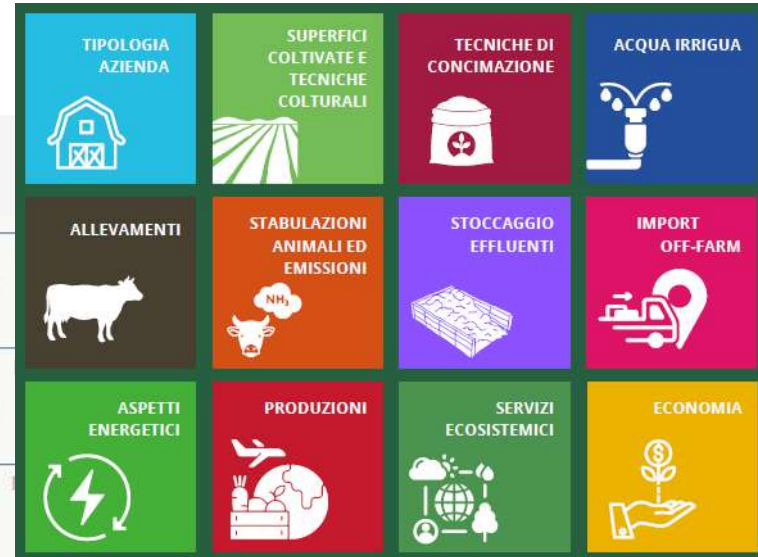 TIPOLOGIA
AZIENDA
SUPERFICI
COLTIVATE E
TECNICHE
COLTURALI
TECNICHE DI
CONCIMAZIONE
ACQUA IRRIGUA
ALLEVAMENTI
STABULAZIONI
ANIMALI ED
EMISSIONI
NH₃
STOCCAGGIO
EFFLUENTI
IMPORT
OFF-FARM
ASPETTI
ENERGETICI
PRODUZIONI
SERVIZI
ECOSISTEMICI
ECONOMIA
$